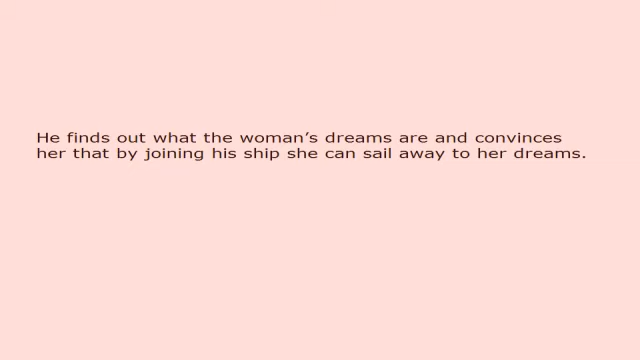 He finds out what the woman’s dreams are and convinces
her that by joining his ship she can sail away to her dreams.